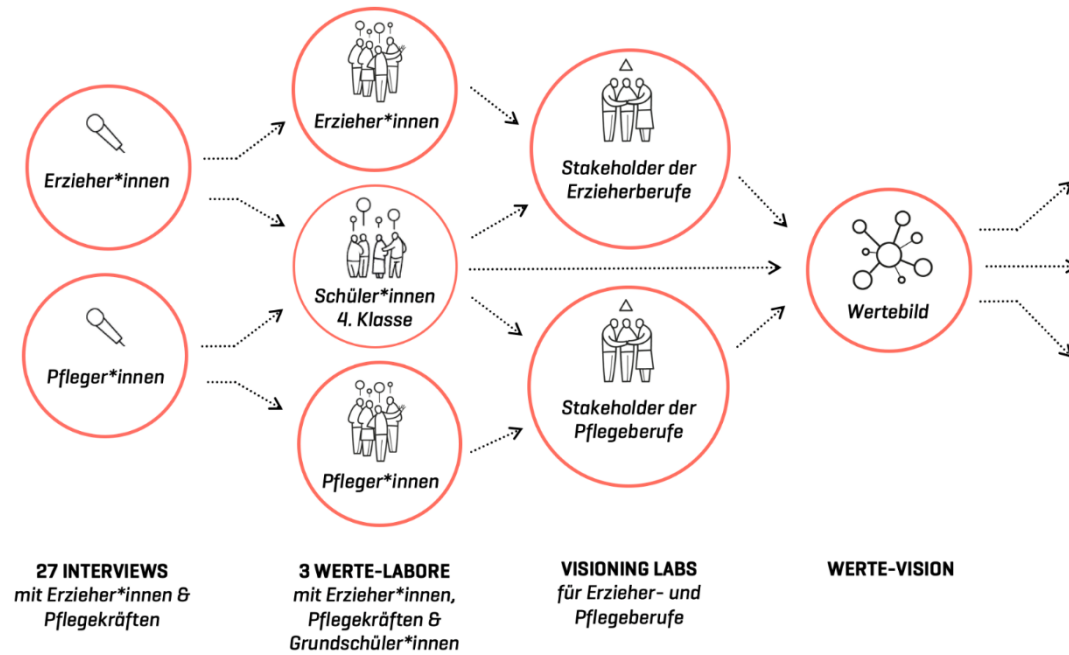 Erzieher*innen
Pfleger*innen
Erzieher*innen
Schüler*innen
4. Klasse
Pfleger*innen
Stakeholder der
Erzieherberufe
Stakeholder der
Pflegeberufe
Wertebild
27 INTERVIEWS
mit Erzieher*innen &
Pflegekräften
3 WERTE-LABORE
mit Erzieher*innen,
Pflegekräften &
Grundschüler*innen
VISIONING LABS
für Erzieher- und
Pflegeberufe
WERTE-VISION